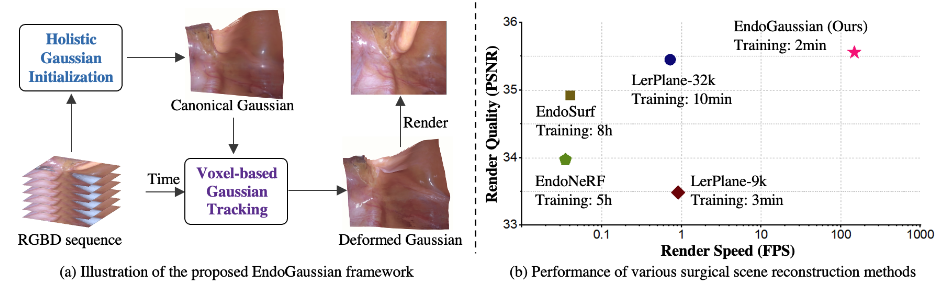 Holistic
Gaussian
Initialization
Canonical Gaussian
Render
Time
Voxel-based
Gaussian
Tracking
RGBD sequence
Deformed Gaussian
(a) Illustration of the proposed EndoGaussian framework
Render Quality (PSNR)
36
35
34
33
EndoGaussian (Ours)
Training: 2min
LerPlane-32k
Training: 10min
EndoSurf
Training: 8h
EndoNeRF
Training: 5h
LerPlane-9k
Training: 3min
0.1
1
10
100
1000
Render Speed (FPS)
(b) Performance of various surgical scene reconstruction methods